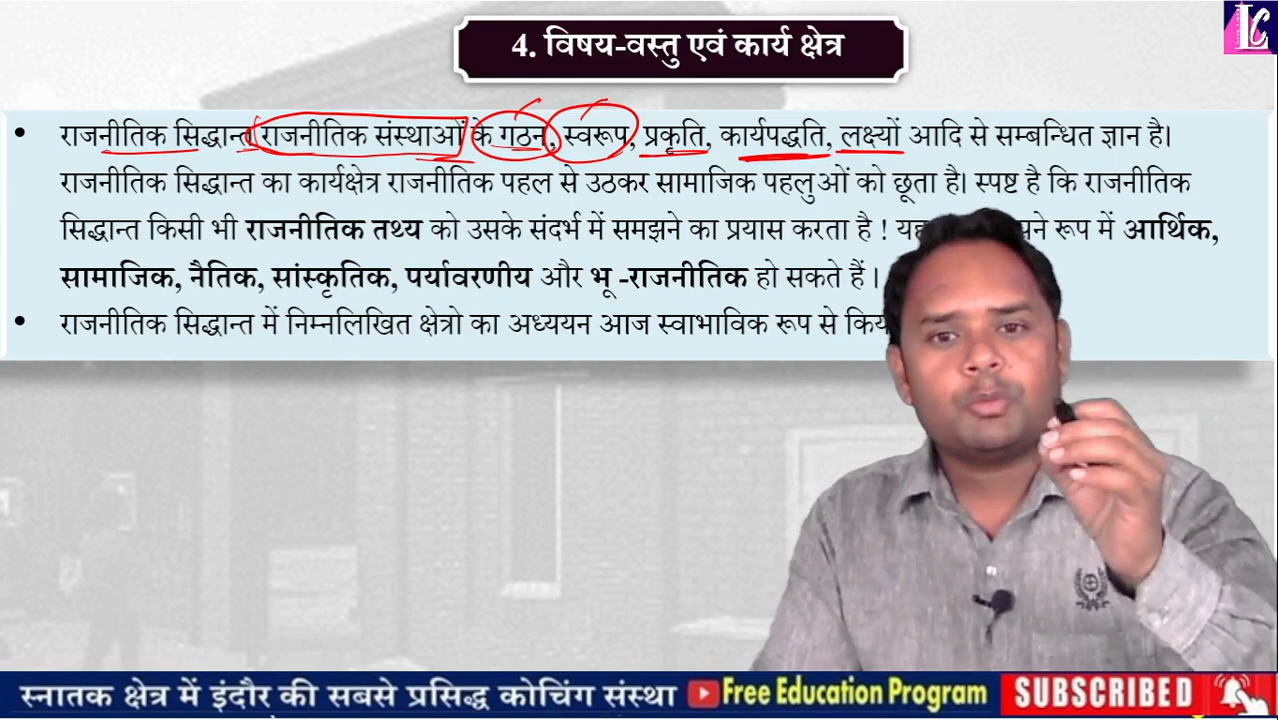 LC
4. विषय-वस्तु एवं कार्य क्षेत्र
• राजनीतिक सिद्धान्त राजनीतिक संस्थाओं के गठन, स्वरूप, प्रकृति, कार्यपद्धति, लक्ष्यों आदि से सम्बन्धित ज्ञान है।
राजनीतिक सिद्धान्त का कार्यक्षेत्र राजनीतिक पहल से उठकर सामाजिक पहलुओं को छूता है। स्पष्ट है कि राजनीतिक
सिद्धान्त किसी भी राजनीतिक तथ्य को उसके संदर्भ में समझने का प्रयास करता है ! रूप में आर्थिक,
सामाजिक, नैतिक, सांस्कृतिक, पर्यावरणीय और भू -राजनीतिक हो सकते हैं।
• राजनीतिक सिद्धान्त में निम्नलिखित क्षेत्रो का अध्ययन आज स्वाभाविक रूप से
स्नातक क्षेत्र में इंदौर की सबसे प्रसिद्ध कोचिंग संस्था Free Education Program SUBSCRIBED